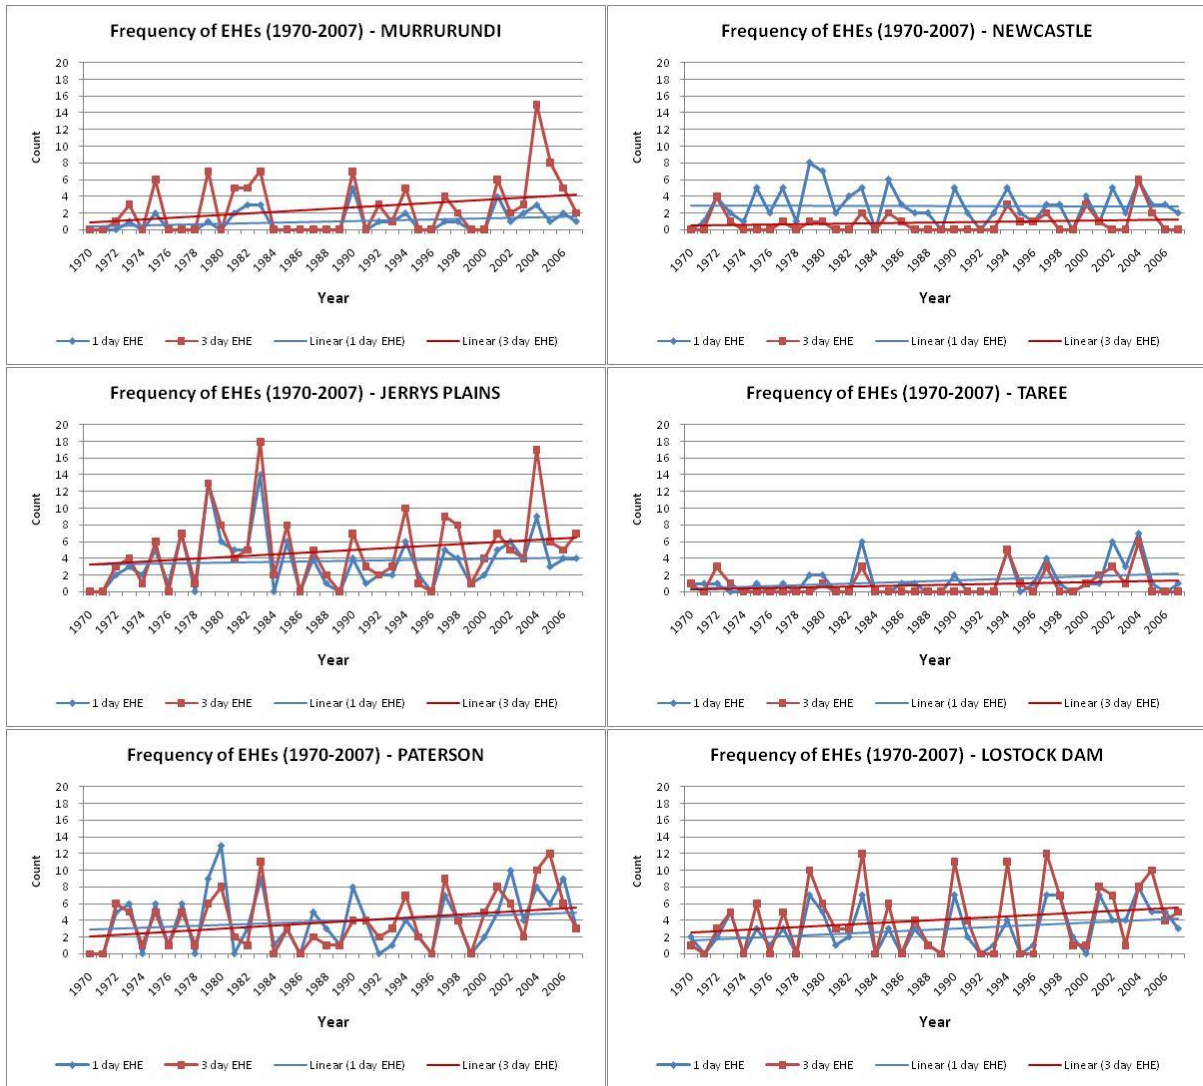 Frequency of EHEs (1970-2007) - MURRURUNDI
20
18
16
14
12
10
8
6
4
2
0
Count
1970 1972 1974 1976 1978 1980 1982 1984 1986 1988 1990 1992 1994 1996 1998 2000 2002 2004 2006
Year
1 day EHE 3 day EHE Linear (1 day EHE) Linear (3 day EHE)
Frequency of EHEs (1970-2007) - NEWCASTLE
20
18
16
14
12
10
8
6
4
2
0
Count
1970 1972 1974 1976 1978 1980 1982 1984 1986 1988 1990 1992 1994 1996 1998 2000 2002 2004 2006
Year
1 day EHE 3 day EHE Linear (1 day EHE) Linear (3 day EHE)
Frequency of EHEs (1970-2007) - JERRYS PLAINS
20
18
16
14
12
10
8
6
4
2
0
Count
1970 1972 1974 1976 1978 1980 1982 1984 1986 1988 1990 1992 1994 1996 1998 2000 2002 2004 2006
Year
1 day EHE 3 day EHE Linear (1 day EHE) Linear (3 day EHE)
Frequency of EHEs (1970-2007) - TAREE
20
18
16
14
12
10
8
6
4
2
0
Count
1970 1972 1974 1976 1978 1980 1982 1984 1986 1988 1990 1992 1994 1996 1998 2000 2002 2004 2006
Year
1 day EHE 3 day EHE Linear (1 day EHE) Linear (3 day EHE)
Frequency of EHEs (1970-2007) - PATERSON
20
18
16
14
12
10
8
6
4
2
0
Count
1970 1972 1974 1976 1978 1980 1982 1984 1986 1988 1990 1992 1994 1996 1998 2000 2002 2004 2006
Year
1 day EHE 3 day EHE Linear (1 day EHE) Linear (3 day EHE)
Frequency of EHEs (1970-2007) - LOSTOCK DAM
20
18
16
14
12
10
8
6
4
2
0
Count
1970 1972 1974 1976 1978 1980 1982 1984 1986 1988 1990 1992 1994 1996 1998 2000 2002 2004 2006
Year
1 day EHE 3 day EHE Linear (1 day EHE) Linear (3 day EHE)